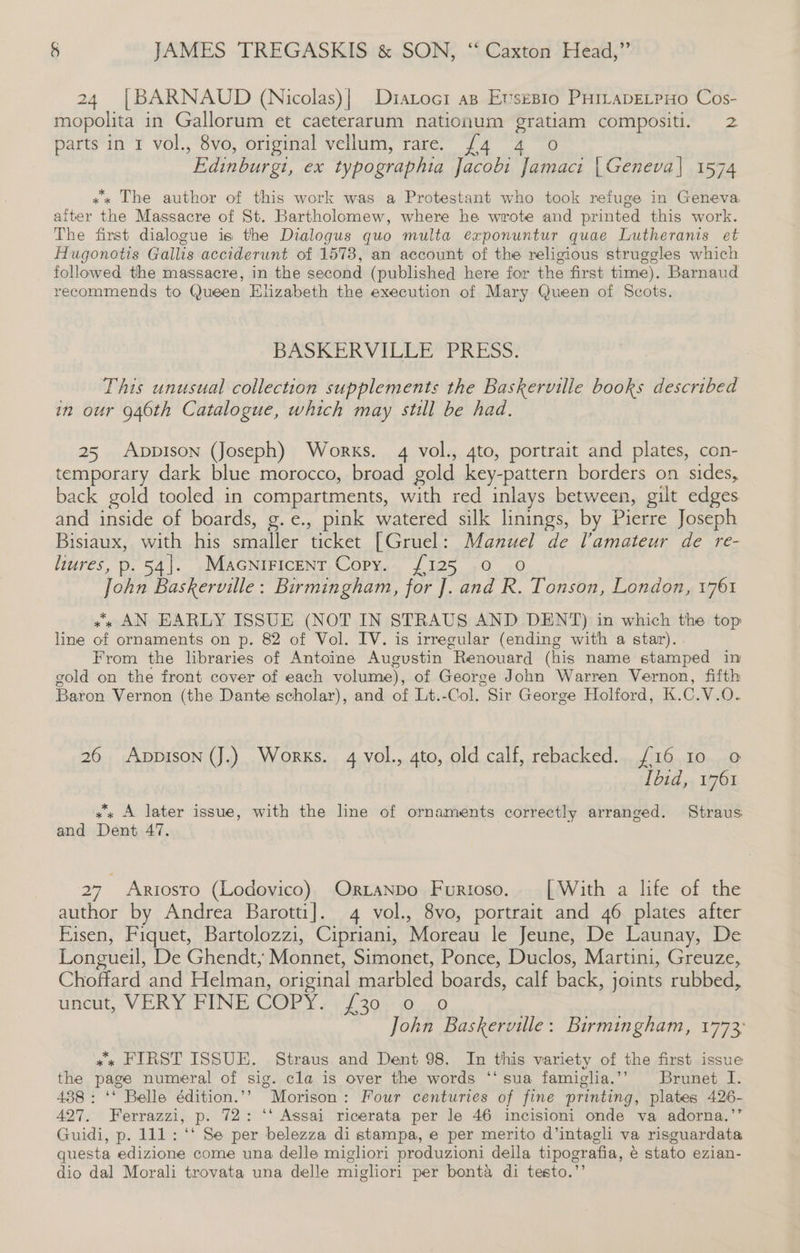 8 JAMES TREGASKIS & SON, “Caxton Head,”
24 [BARNAUD (Nicolas)] Dialogi ab Eusebio Philadelpho Cos-
mopolita in Gallorum et caeterarum nationum gratiam compositi. 2
parts in 1 vol., 8vo, original vellum, rare. £4 4 0
Edinburgi, ex typographia Jacobi Jamaci [Geneva] 1574
*** The author of this work was a Protestant who took refuge in Geneva
after the Massacre of St. Bartholomew, where he wrote and printed this work.
The first dialogue is the Dialogus quo multa exponuntur quae Lutheranis et
Hugonotis Gallis acciderunt of 1573, an account of the religious struggles which
followed the massacre, in the second (published here for the first time). Barnaud
recommends to Queen Elizabeth the execution of Mary Queen of Scots.
BASKERVILLE PRESS.
This unusual collection supplements the Baskerville books described
in our 946th Catalogue, which may still be had.
25 Addison (Joseph) Works. 4 vol., 4to, portrait and plates, con-
temporary dark blue morocco, broad gold key-pattern borders on sides,
back gold tooled in compartments, with red inlays between, gilt edges
and inside of boards, g.e., pink watered silk linings, by Pierre Joseph
Bisiaux, with his smaller ticket [Gruel: Manuel de l'amateur de re-
liures, p. 54]. Magnificent Copy. £125 0 0
John Baskerville: Birmingham, for J. and R. Tonson, London, 1761
*** AN EARLY ISSUE (NOT IN STRAUS AND DENT) in which the top
line of ornaments on p. 82 of Vol. IV. is irregular (ending with a star).
From the libraries of Antoine Augustin Renouard (his name stamped in
gold on the front cover of each volume), of George John Warren Vernon, fifth
Baron Vernon (the Dante scholar), and of Lt.-Col. Sir George Holford, K.C.V.O.
26 Addison (J.) Works. 4 vol., 4to, old calf, rebacked. £16 10 0
Ibid, 1761
*** A later issue, with the line of ornaments correctly arranged. Straus
and Dent 47.
27 Ariosto (Lodovico) Orlando Furioso. [With a life of the
author by Andrea Barotti]. 4 vol., 8vo, portrait and 46 plates after
Eisen, Fiquet, Bartolozzi, Cipriani, Moreau le Jeune, De Launay, De
Longueil, De Ghendt, Monnet, Simonet, Ponce, Duclos, Martini, Greuze,
Choffard and Helman, original marbled boards, calf back, joints rubbed,
uncut, VERY FINE COPY. £30 0 0
John Baskerville: Birmingham, 1773
*** FIRST ISSUE. Straus and Dent 98. In this variety of the first issue
the page numeral of sig. c1a is over the words “sua famiglia.” Brunet I.
438: “Belle édition.” Morison: Four centuries of fine printing, plates 426-
427. Ferrazzi, p. 72: “Assai ricerata per le 46 incisioni onde va adorna.”
Guidi, p. 111: “Se per belezza di stampa, e per merito d'intagli va risguardata
questa edizione come una delle migliori produzioni della tipografia, è stato ezian-
dio dal Morali trovata una delle migliori per bontà di testo.”